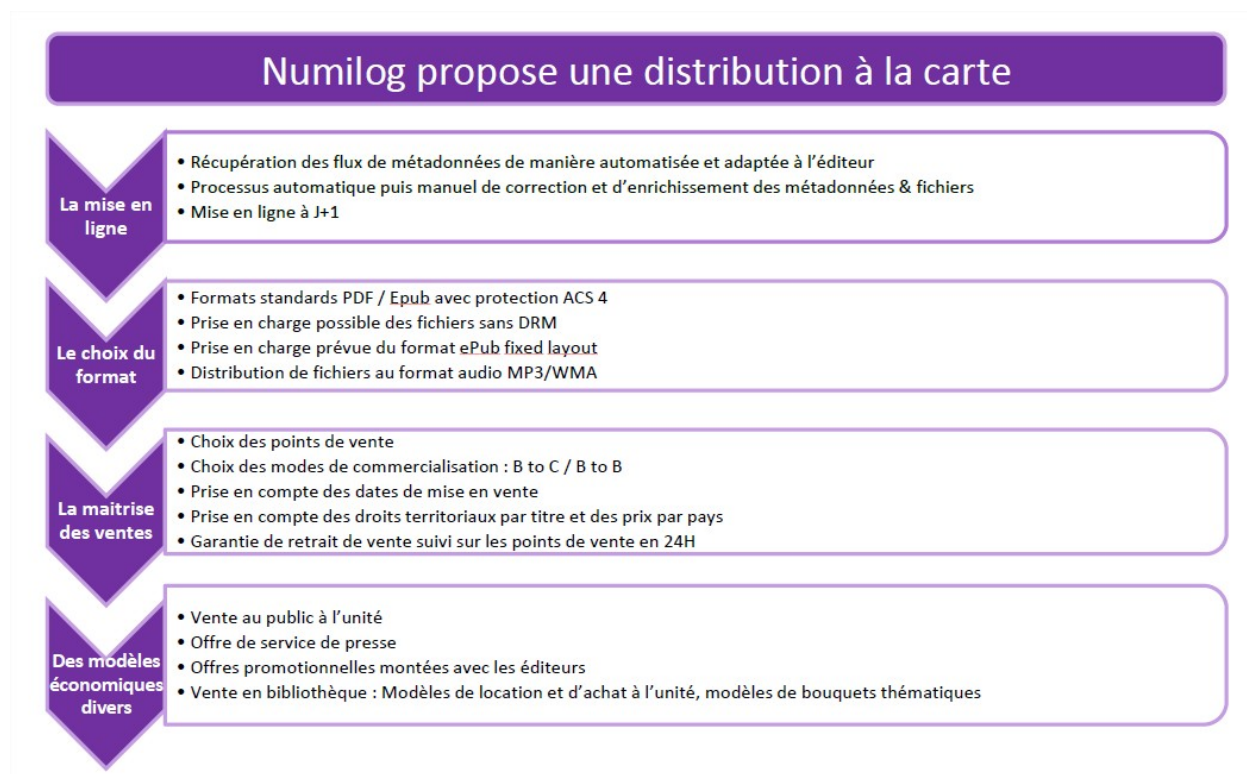 Numilog propose une distribution à la carte
La mise en
ligne
• Récupération des flux de métadonnées de manière automatisée et adaptée à l’éditeur
• Processus automatique puis manuel de correction et d’enrichissement des métadonnées & fichiers
• Mise en ligne à J+1
Le choix du
format
• Formats standards PDF / Epub avec protection ACS 4
• Prise en charge possible des fichiers sans DRM
• Prise en charge prévue du format ePub fixed layout
• Distribution de fichiers au format audio MP3/WMA
La maitrise
des ventes
• Choix des points de vente
• Choix des modes de commercialisation : B to C / B to B
• Prise en compte des dates de mise en vente
• Prise en compte des droits territoriaux par titre et des prix par pays
• Garantie de retrait de vente suivi sur les points de vente en 24H
Des modèles
économiques
divers
• Vente au public à l’unité
• Offre de service de presse
• Offres promotionnelles montées avec les éditeurs
• Vente en bibliothèque : Modèles de location et d’achat à l’unité, modèles de bouquets thématiques